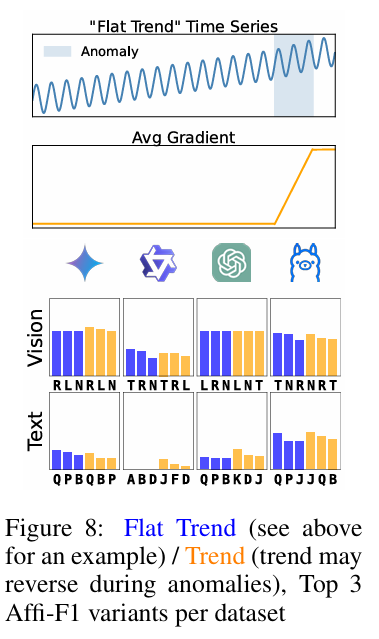 "Flat Trend" Time Series
Anomaly
Avg Gradient
Vision
R L N R L N
T R N T R L
L R N L N T
T N R N R T
Text
Q P B Q B P
A B D J F D
Q P B K D J
Q P J J Q B
Figure 8: Flat Trend (see above
for an example) / Trend (trend may
reverse during anomalies), Top 3
Affi-F1 variants per dataset